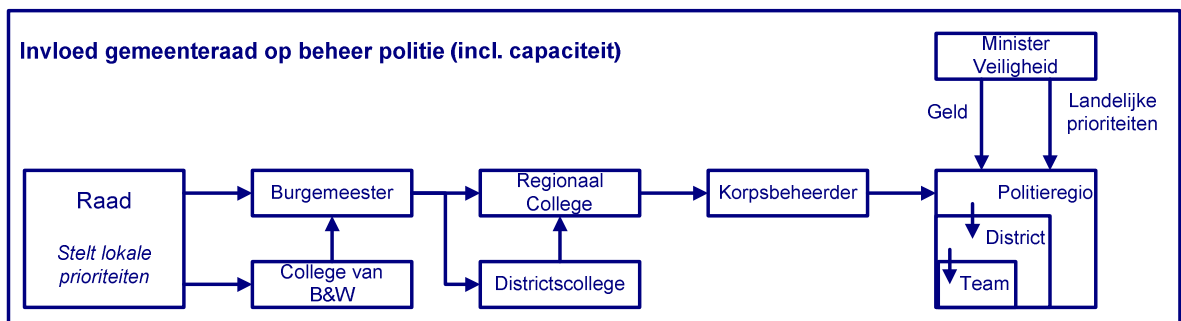 Invloed gemeenteraad op beheer politie (incl. capaciteit)
Minister
Veiligheid
Geld
Landelijke
prioriteiten
Raad
Stelt lokale
prioriteiten
Burgemeester
College van
B&W
Regionaal
College
Districtscollege
Korpsbeheerder
Politieregio
District
Team